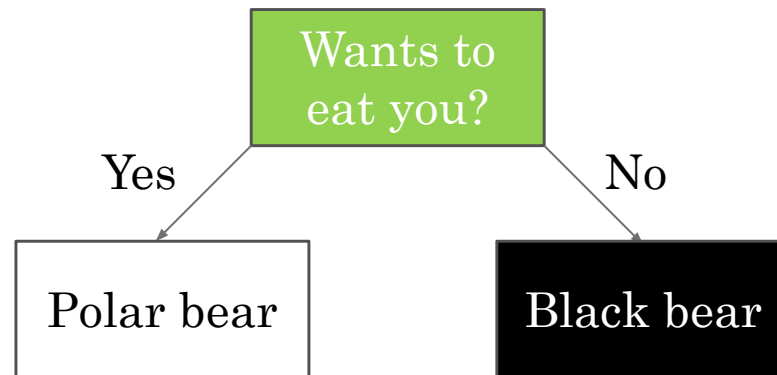 Wants to
eat you?
Yes
No
Polar bear
Black bear